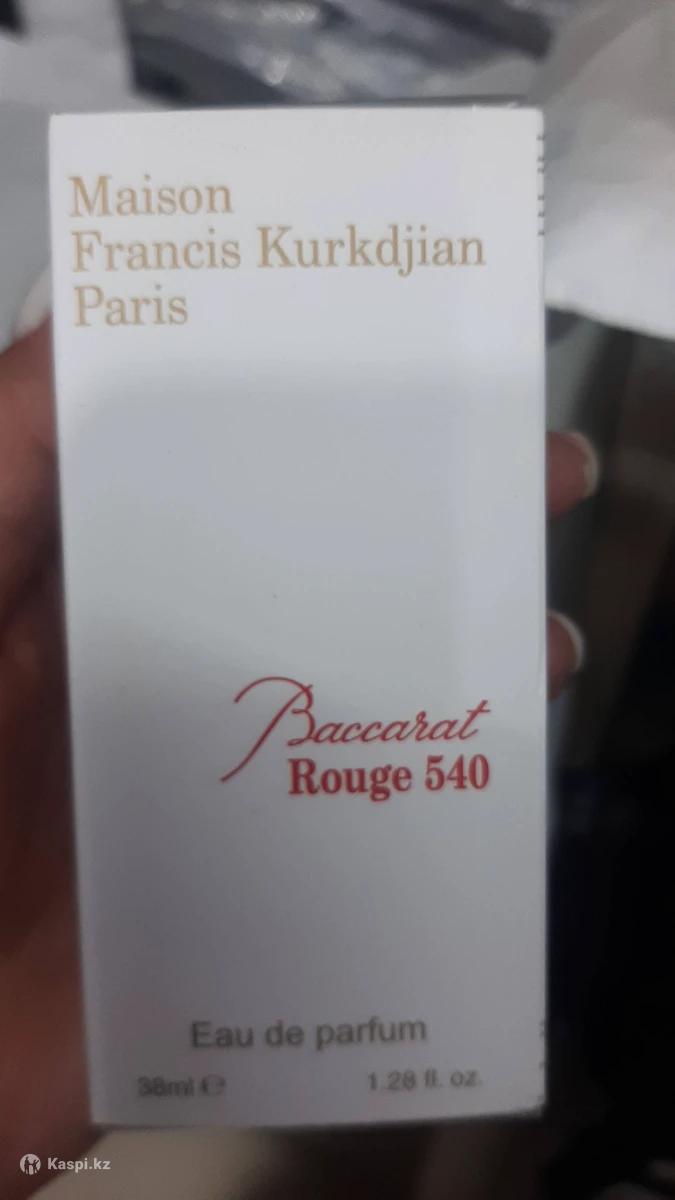 Maison
Francis Kurkdjian
Paris
Baccarat
Rouge 540
Eau de parfum
38ml ℮ 1.28 fl. oz.
Kaspi.kz